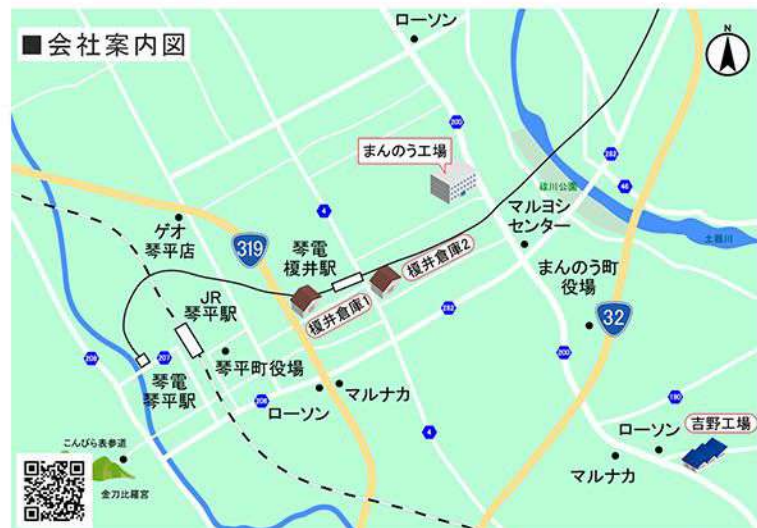 ■会社案内図
ローソン
N
200
まんのう工場
282
46
祓川公園
土器川
マルヨシ
センター
4
ゲオ
琴平店
319
琴電
榎井駅
榎井倉庫2
榎井倉庫1
まんのう町
役場
32
JR
琴平駅
282
200
208
207
琴平町役場
琴電
琴平駅
208
ローソン
マルナカ
190
吉野工場
ローソン
マルナカ
4
こんぴら表参道
金刀比羅宮